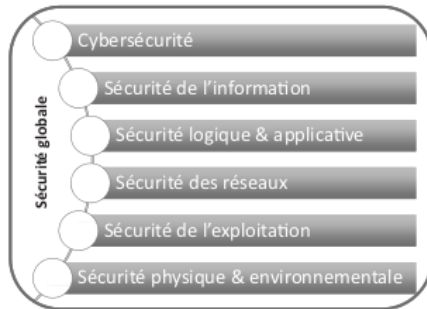 Sécurité globale
Cybersécurité
Sécurité de l'information
Sécurité logique & applicative
Sécurité des réseaux
Sécurité de l'exploitation
Sécurité physique & environnementale